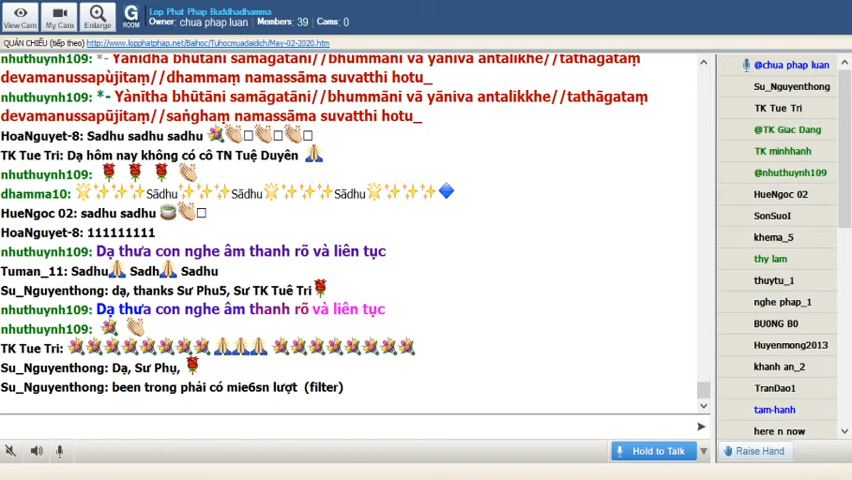 View Cam
My Cam
Enlarge
G
ROOM
Lop Phat Phap Buddhadhamma
Owner: chua phap luan Members: 39 Cams: 0
QUÁN CHIẾU (tiếp theo) http://www.lopphatphap.net/Baihoc/Tuhocmuadaidich/May-02-2020.htm
nhuthuynh109: *- Yānīdha bhūtāni samāgatāni//bhummāni vā yāniva antalikkhe//tathāgataṃ
devamanussapūjitaṃ//dhammaṃ namassāma suvatthi hotu_
nhuthuynh109: *- Yànītha bhūtāni samāgatāni//bhummāni vā yāniva antalikkhe//tathāgataṃ
devamanussapūjitaṃ//saṅghaṃ namassāma suvatthi hotu_
HoaNguyet-8: Sadhu sadhu sadhu
TK Tue Tri: Dạ hôm nay không có cô TN Tuệ Duyên
nhuthuynh109:
dhamma10: Sādhu Sādhu Sādhu
HueNgoc 02: sadhu sadhu
HoaNguyet-8: 111111111
nhuthuynh109: Dạ thưa con nghe âm thanh rõ và liên tục
Tuman_11: Sadhu Sadh Sadhu
Su_Nguyenthong: dạ, thanks Sư Phu5, Sư TK Tuê Tri
nhuthuynh109: Dạ thưa con nghe âm thanh rõ và liên tục
nhuthuynh109:
TK Tue Tri:
Su_Nguyenthong: Dạ, Sư Phụ,
Su_Nguyenthong: been trong phải có mie6sn lượt (filter)
@chua phap luan
Su_Nguyenthong
TK Tue Tri
@TK Giac Dang
TK minhhanh
@nhuthuynh109
HueNgoc 02
SonSuoI
khema_5
thy lam
thuytu_1
nghe phap_1
BU0NG B0
Huyenmong2013
khanh an_2
TranDao1
tam-hanh
here n now
Hold to Talk
Raise Hand